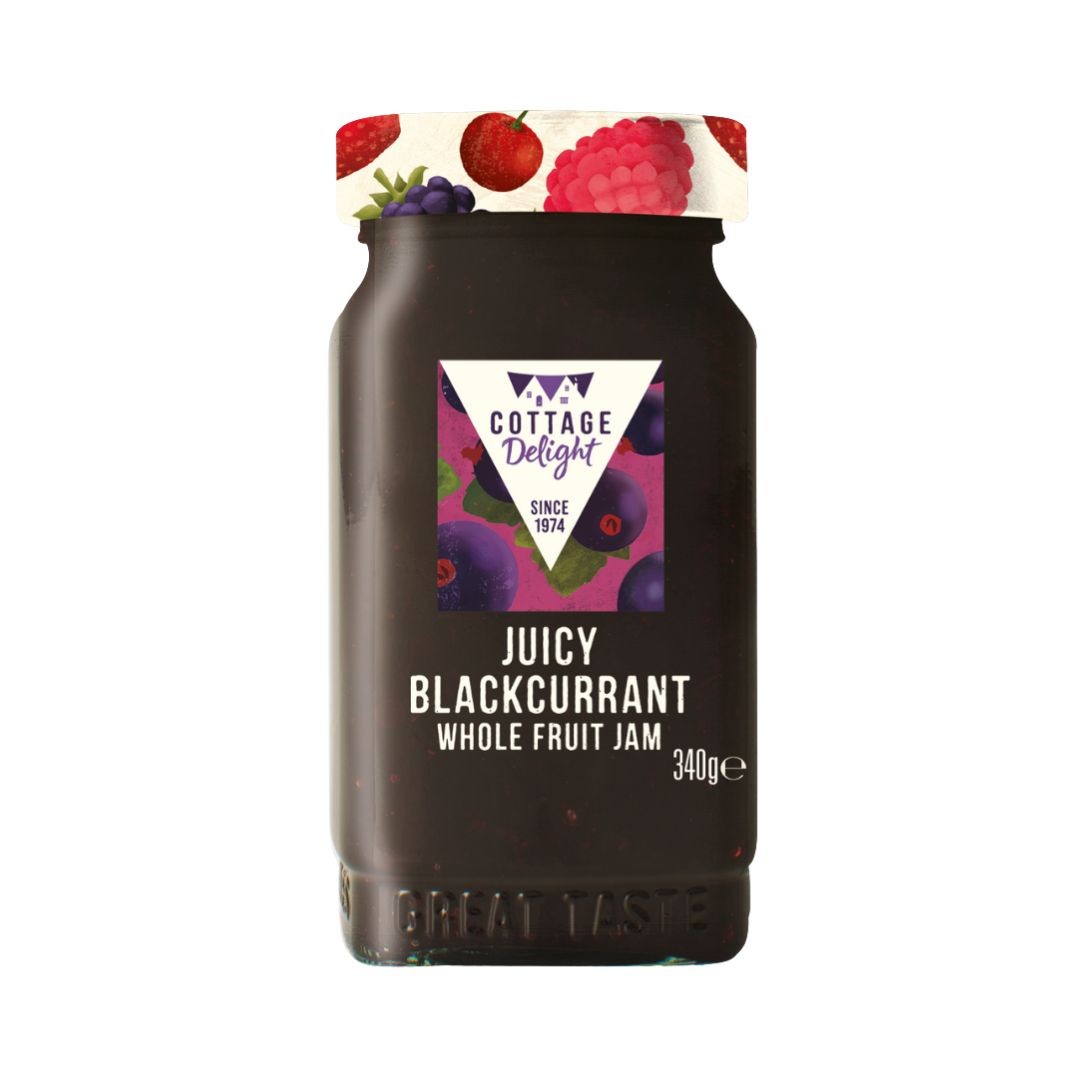 COTTAGE
Delight
SINCE
1974
JUICY
BLACKCURRANT
WHOLE FRUIT JAM
340g℮
GREAT TASTE